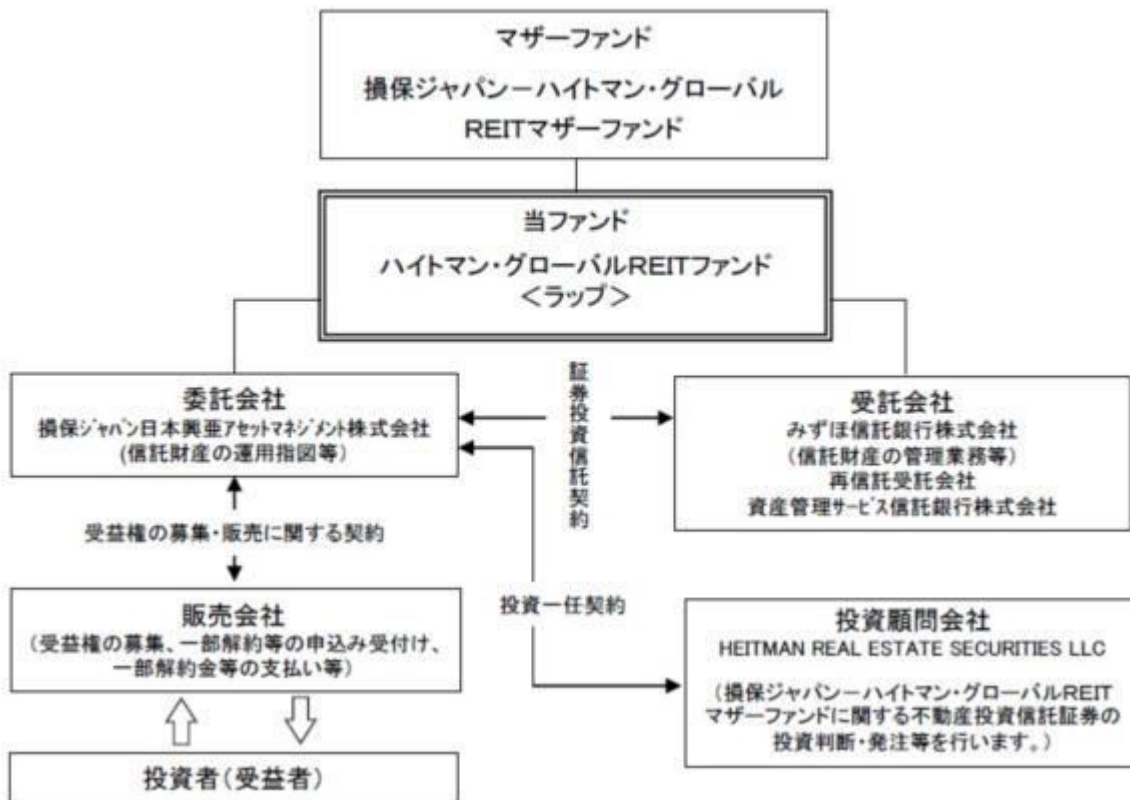 マザーファンド
損保ジャパン－ハイトマン・グローバル
REITマザーファンド
当ファンド
ハイトマン・グローバルREITファンド
＜ラップ＞
委託会社
損保ｼﾞｬﾊﾟﾝ日本興亜ｱｾｯﾄﾏﾈｼﾞﾒﾝﾄ株式会社
(信託財産の運用指図等）
証券投資信託契約
受託会社
みずほ信託銀行株式会社
（信託財産の管理業務等）
再信託受託会社
資産管理ｻｰﾋﾞｽ信託銀行株式会社
受益権の募集・販売に関する契約
投資一任契約
販売会社
（受益権の募集、一部解約等の申込み受付け、
一部解約金等の支払い等）
投資顧問会社
HEITMAN REAL ESTATE SECURITIES LLC
（損保ジャパン－ハイトマン・グローバルREIT
マザーファンドに関する不動産投資信託証券の
投資判断・発注等を行います。）
投資者（受益者）